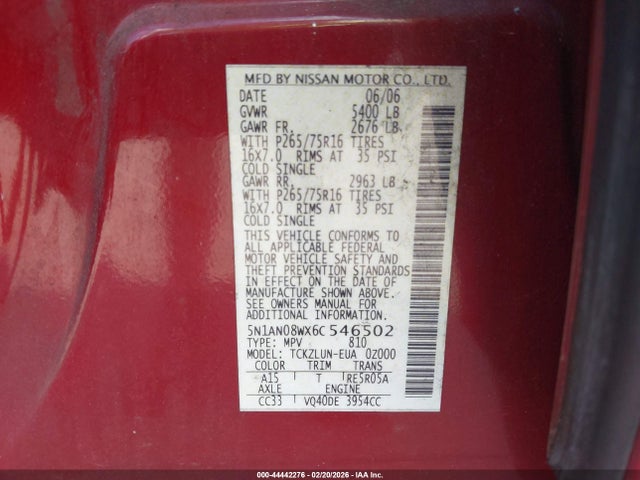 MFD BY NISSAN MOTOR CO., LTD.
DATE 06/06
GVWR 5400 LB
GAWR FR. 2676 LB
WITH P265/75R16 TIRES
16X7.0 RIMS AT 35 PSI
COLD SINGLE
GAWR RR. 2963 LB
WITH P265/75R16 TIRES
16X7.0 RIMS AT 35 PSI
COLD SINGLE
THIS VEHICLE CONFORMS TO
ALL APPLICABLE FEDERAL
MOTOR VEHICLE SAFETY AND
THEFT PREVENTION STANDARDS
IN EFFECT ON THE DATE OF
MANUFACTURE SHOWN ABOVE.
SEE OWNERS MANUAL FOR
ADDITIONAL INFORMATION
5N1AN08WX6C546502
TYPE: MPV 810
MODEL: TCKZLUN-EUA 0Z000
COLOR TRIM TRANS
A15 T RE5R05A
AXLE ENGINE
CC33 VQ40DE 3954CC
000-44442276 - 02/20/2026 - IAA Inc.